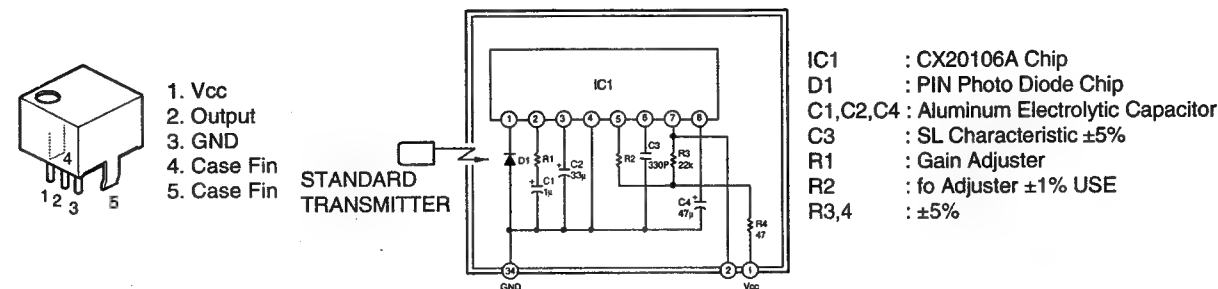 1. Vcc
2. Output
3. GND
4. Case Fin
5. Case Fin
4
1 2 3
5
STANDARD
TRANSMITTER
IC1
1 2 3 4 5 6 7 8
D1
R1
C1
1μ
C2
33μ
R2
C3
330P
R3
22k
C4
47μ
R4
47
34
2
1
GND
Vcc
IC1 : CX20106A Chip
D1 : PIN Photo Diode Chip
C1,C2,C4 : Aluminum Electrolytic Capacitor
C3 : SL Characteristic ±5%
R1 : Gain Adjuster
R2 : fo Adjuster ±1% USE
R3,4 : ±5%